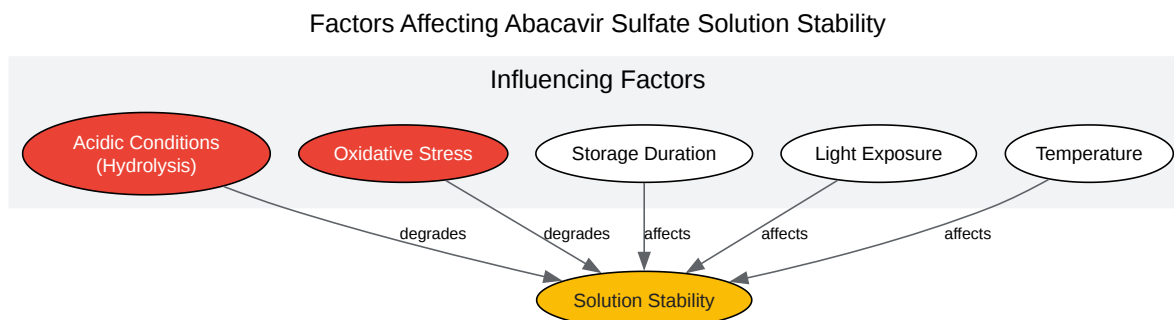 Factors Affecting Abacavir Sulfate Solution Stability
Influencing Factors
Acidic Conditions
(Hydrolysis)
Oxidative Stress
Storage Duration
Light Exposure
Temperature
degrades
degrades
affects
affects
affects
Solution Stability